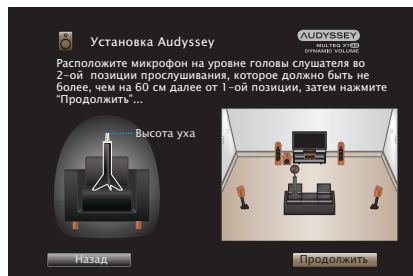 Установка Audyssey
AUDYSSEY
MULTEQ XT32
DYNAMIC VOLUME
Расположите микрофон на уровне головы слушателя во
2-ой позиции прослушивания, которое должно быть не
более, чем на 60 см далее от 1-ой позиции, затем нажмите
"Продолжить"...
Высота уха
Назад
Продолжить